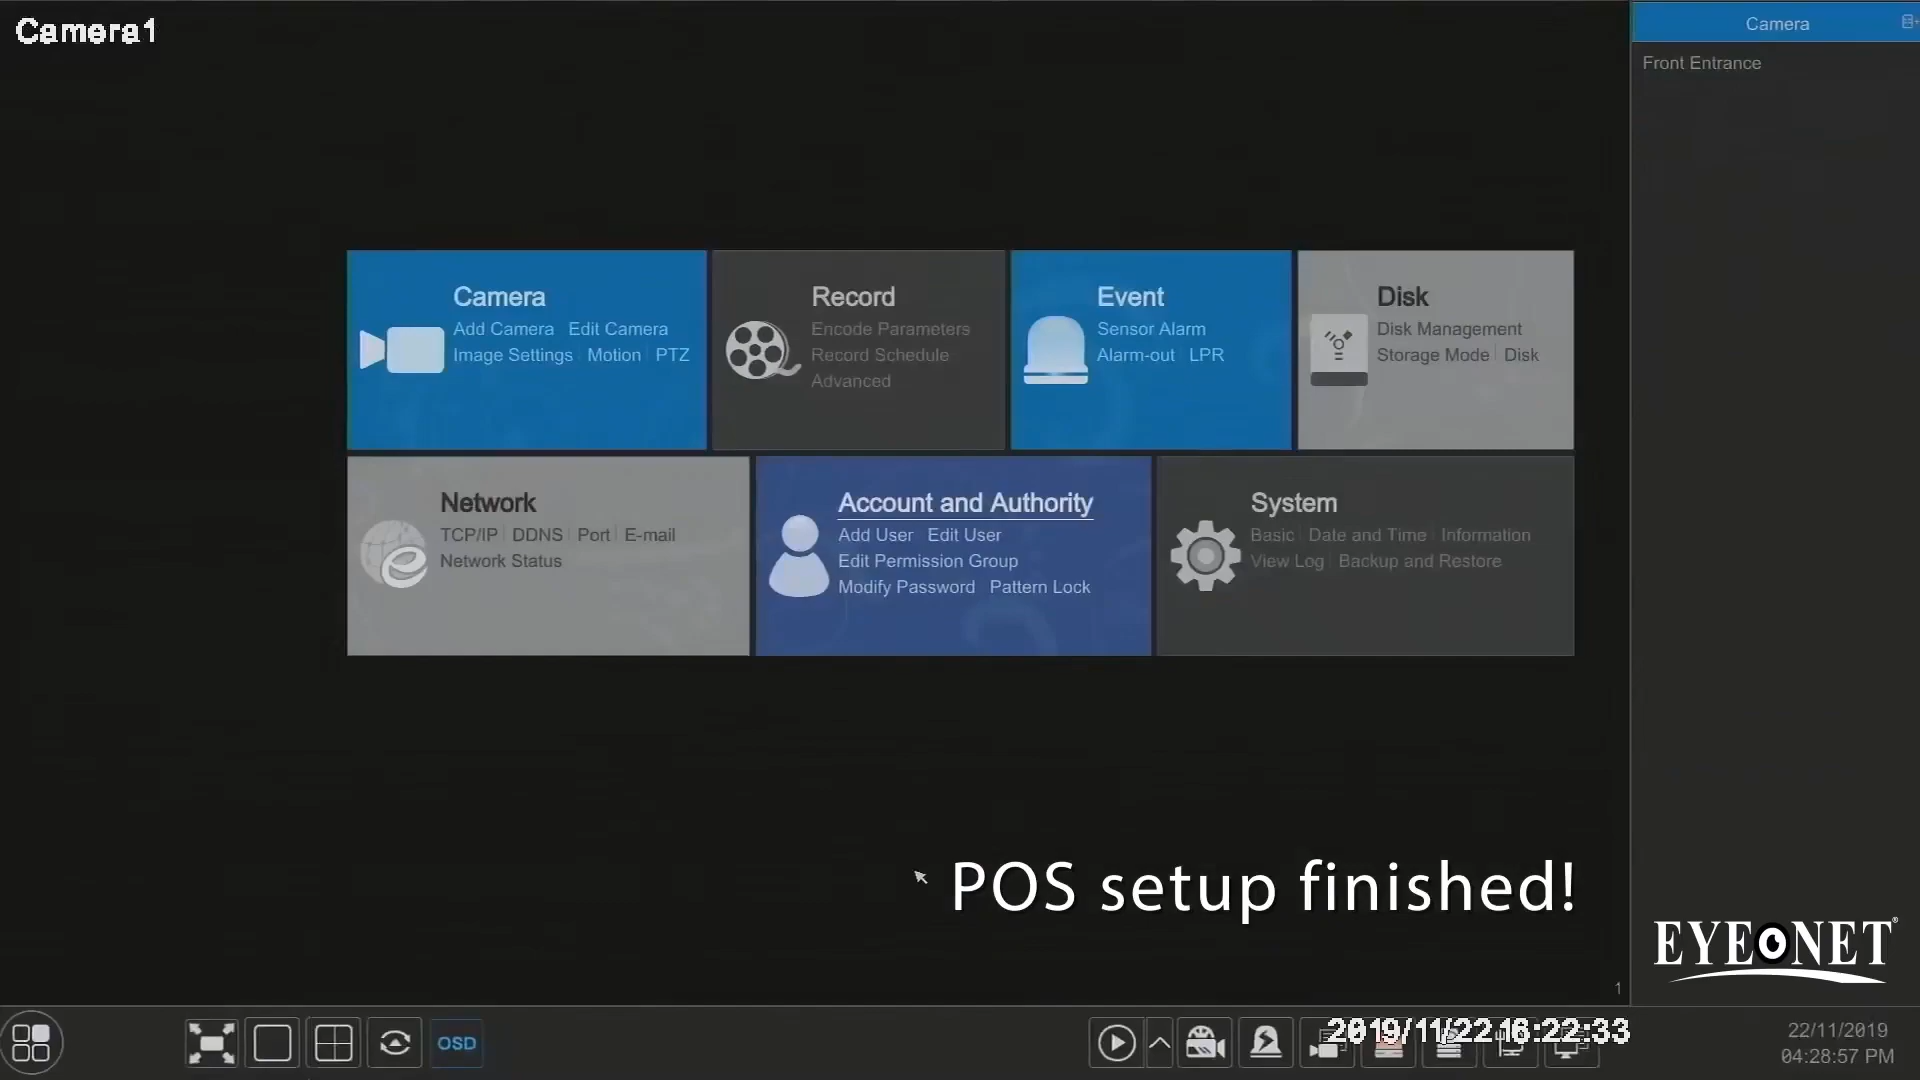 Camera1
Camera
Front Entrance
Camera
Add Camera Edit Camera
Image Settings Motion PTZ
Record
Encode Parameters
Record Schedule
Advanced
Event
Sensor Alarm
Alarm-out LPR
Disk
Disk Management
Storage Mode Disk
Network
TCP/IP DDNS Port E-mail
Network Status
Account and Authority
Add User Edit User
Edit Permission Group
Modify Password Pattern Lock
System
Basic Date and Time Information
View Log Backup and Restore
POS setup finished!
EYEONET®
1
OSD
2019/11/22 16:22:33
22/11/2019
04:28:57 PM